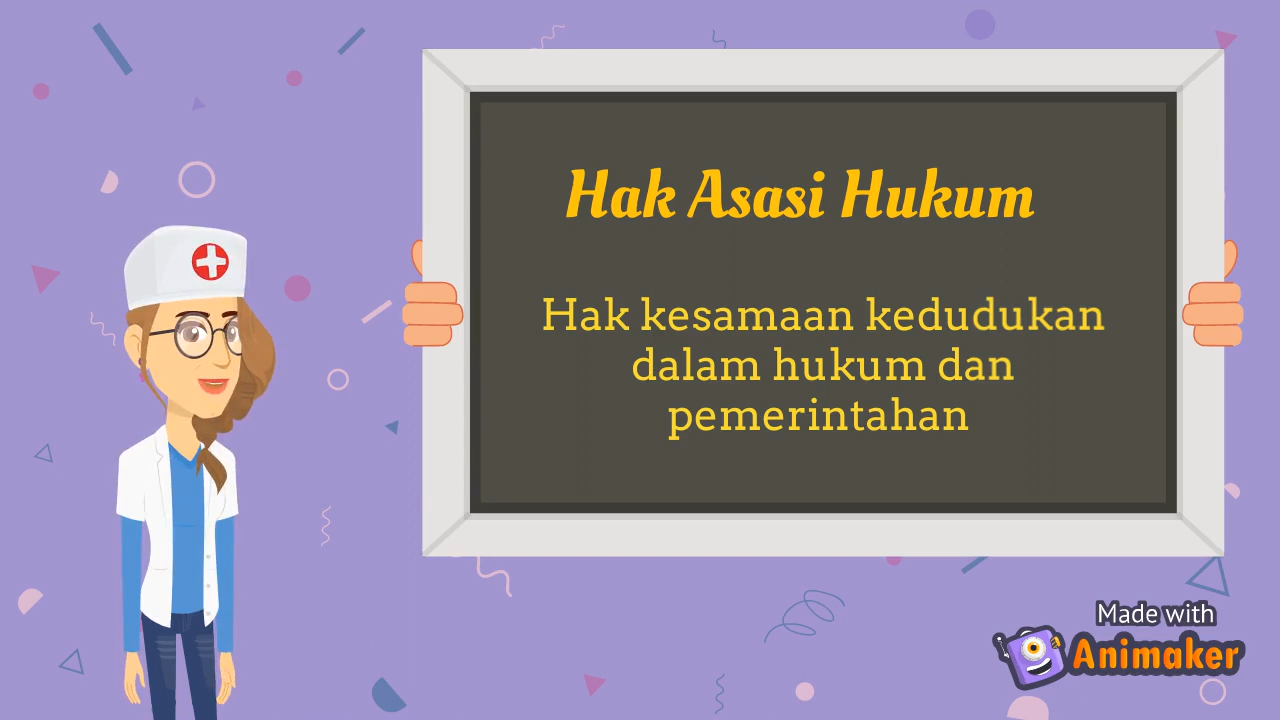 Hak Asasi Hukum
Hak kesamaan kedudukan
dalam hukum dan
pemerintahan
Made with
Animaker